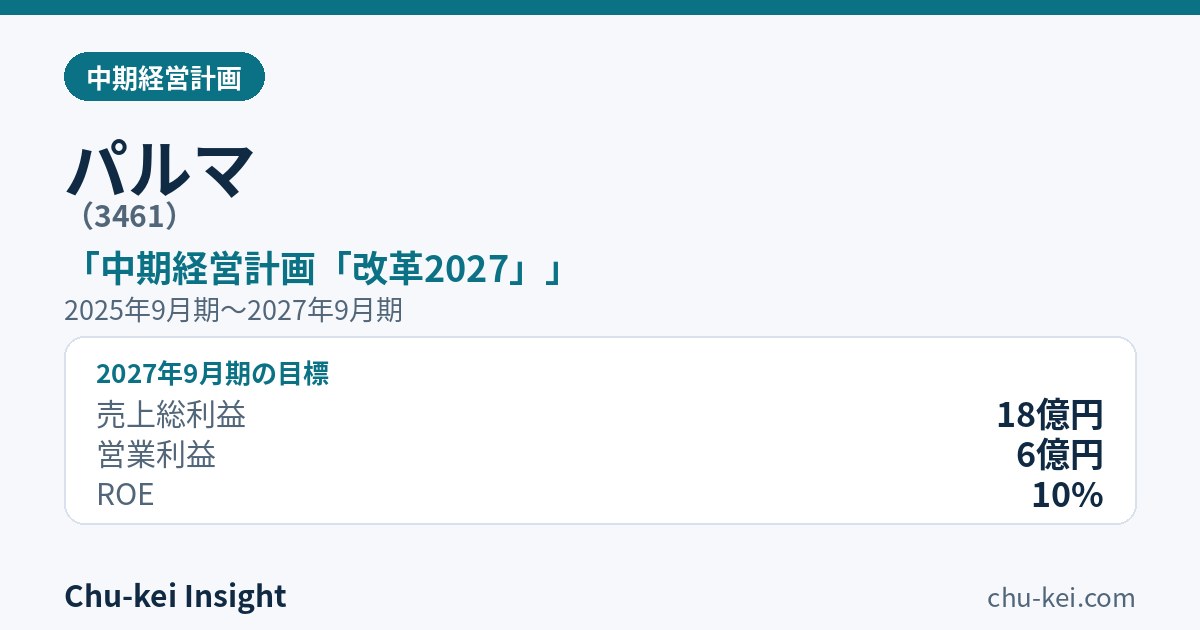 中期経営計画
パルマ
（3461）
「中期経営計画「改革2027」」
2025年9月期～2027年9月期
2027年9月期の目標
売上総利益 18億円
営業利益 6億円
ROE 10%
Chu-kei Insight chu-kei.com